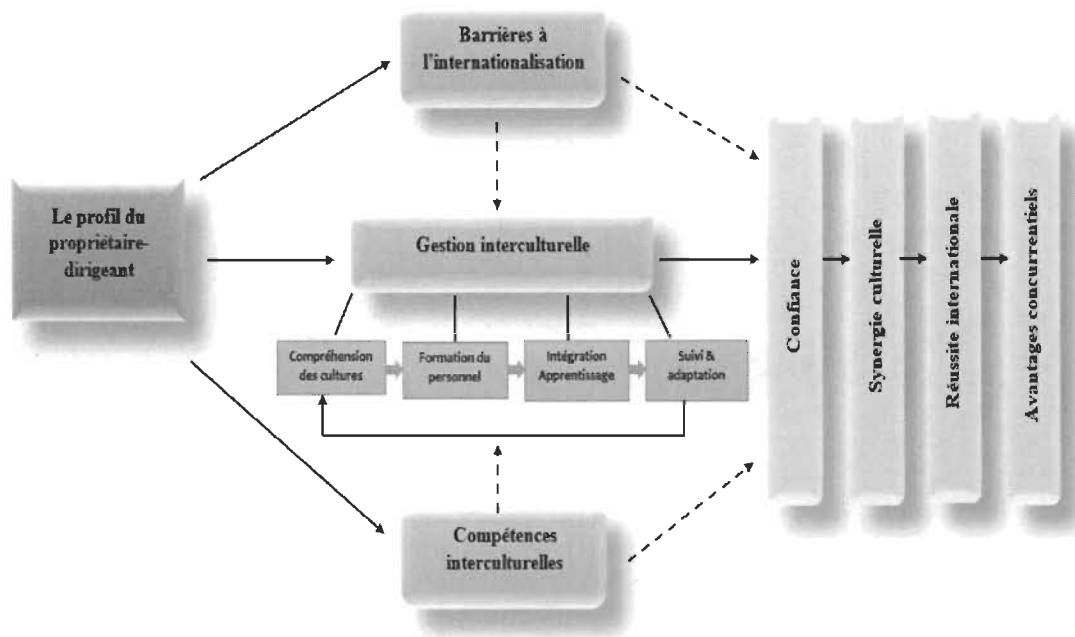 Barrières à
l'internationalisation
Le profil du
propriétaire-
dirigeant
Gestion interculturelle
Compréhension
des cultures
Formation du
personnel
Intégration
Apprentissage
Suivi &
adaptation
Compétences
interculturelles
Confiance
Synergie culturelle
Réussite internationale
Avantages concurrentiels